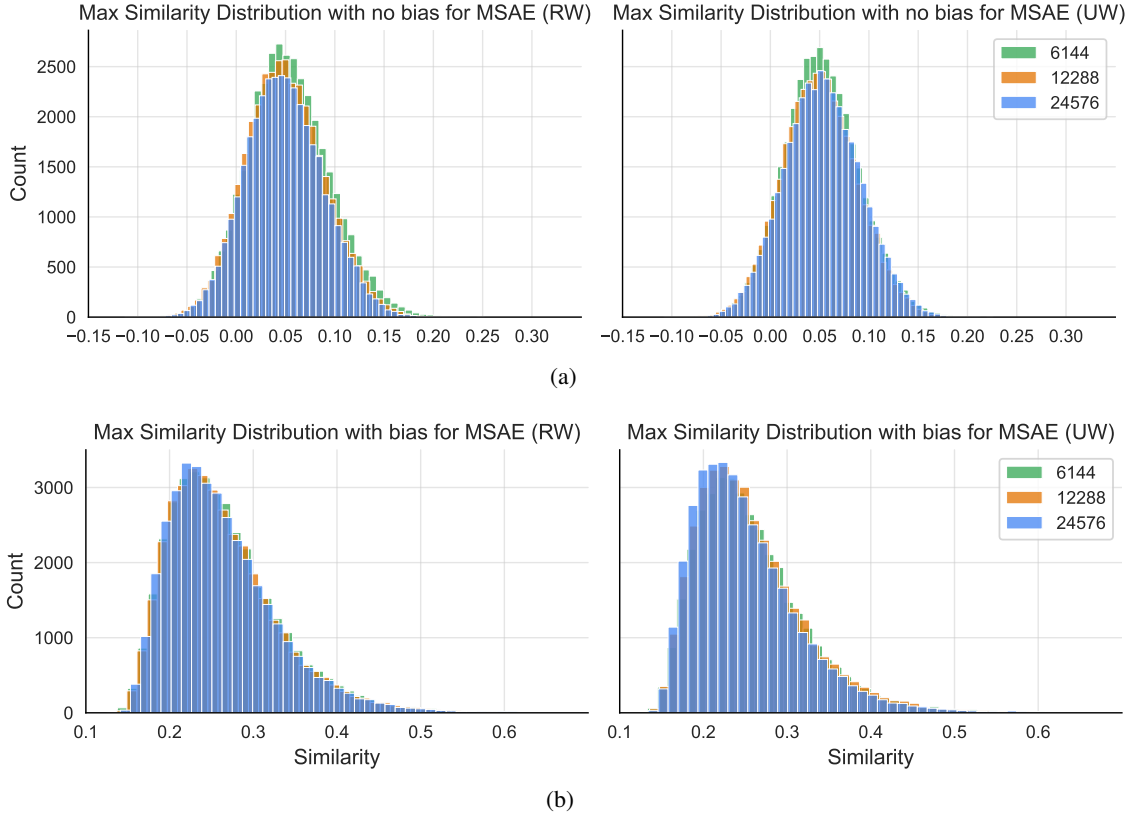 Max Similarity Distribution with no bias for MSAE (RW)
Max Similarity Distribution with no bias for MSAE (UW)
Count
2500
2000
1500
1000
500
0
−0.15 −0.10 −0.05 0.00 0.05 0.10 0.15 0.20 0.25 0.30
6144
12288
24576
−0.15 −0.10 −0.05 0.00 0.05 0.10 0.15 0.20 0.25 0.30
(a)
Max Similarity Distribution with bias for MSAE (RW)
Max Similarity Distribution with bias for MSAE (UW)
Count
3000
2000
1000
0
0.1 0.2 0.3 0.4 0.5 0.6
Similarity
6144
12288
24576
0.1 0.2 0.3 0.4 0.5 0.6
Similarity
(b)